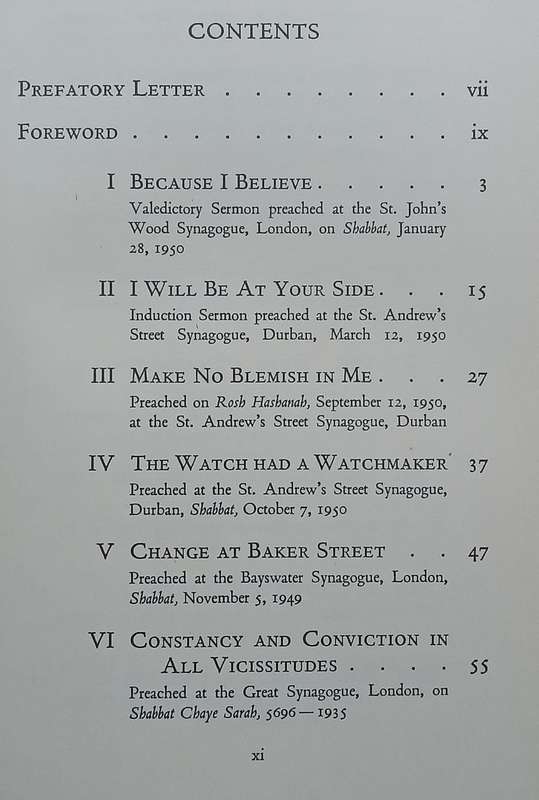 CONTENTS
PREFATORY LETTER . . . . . . . . vii
FOREWORD . . . . . . . . . . . ix
I BECAUSE I BELIEVE . . . . . 3
Valedictory Sermon preached at the St. John's
Wood Synagogue, London, on Shabbat, January
28, 1950
II I WILL BE AT YOUR SIDE . . . 15
Induction Sermon preached at the St. Andrew's
Street Synagogue, Durban, March 12, 1950
III MAKE NO BLEMISH IN ME . . . 27
Preached on Rosh Hashanah, September 12, 1950,
at the St. Andrew's Street Synagogue, Durban
IV THE WATCH HAD A WATCHMAKER 37
Preached at the St. Andrew's Street Synagogue,
Durban, Shabbat, October 7, 1950
V CHANGE AT BAKER STREET . . 47
Preached at the Bayswater Synagogue, London,
Shabbat, November 5, 1949
VI CONSTANCY AND CONVICTION IN
ALL VICISSITUDES . . . . 55
Preached at the Great Synagogue, London, on
Shabbat Chaye Sarah, 5696—1935
xi